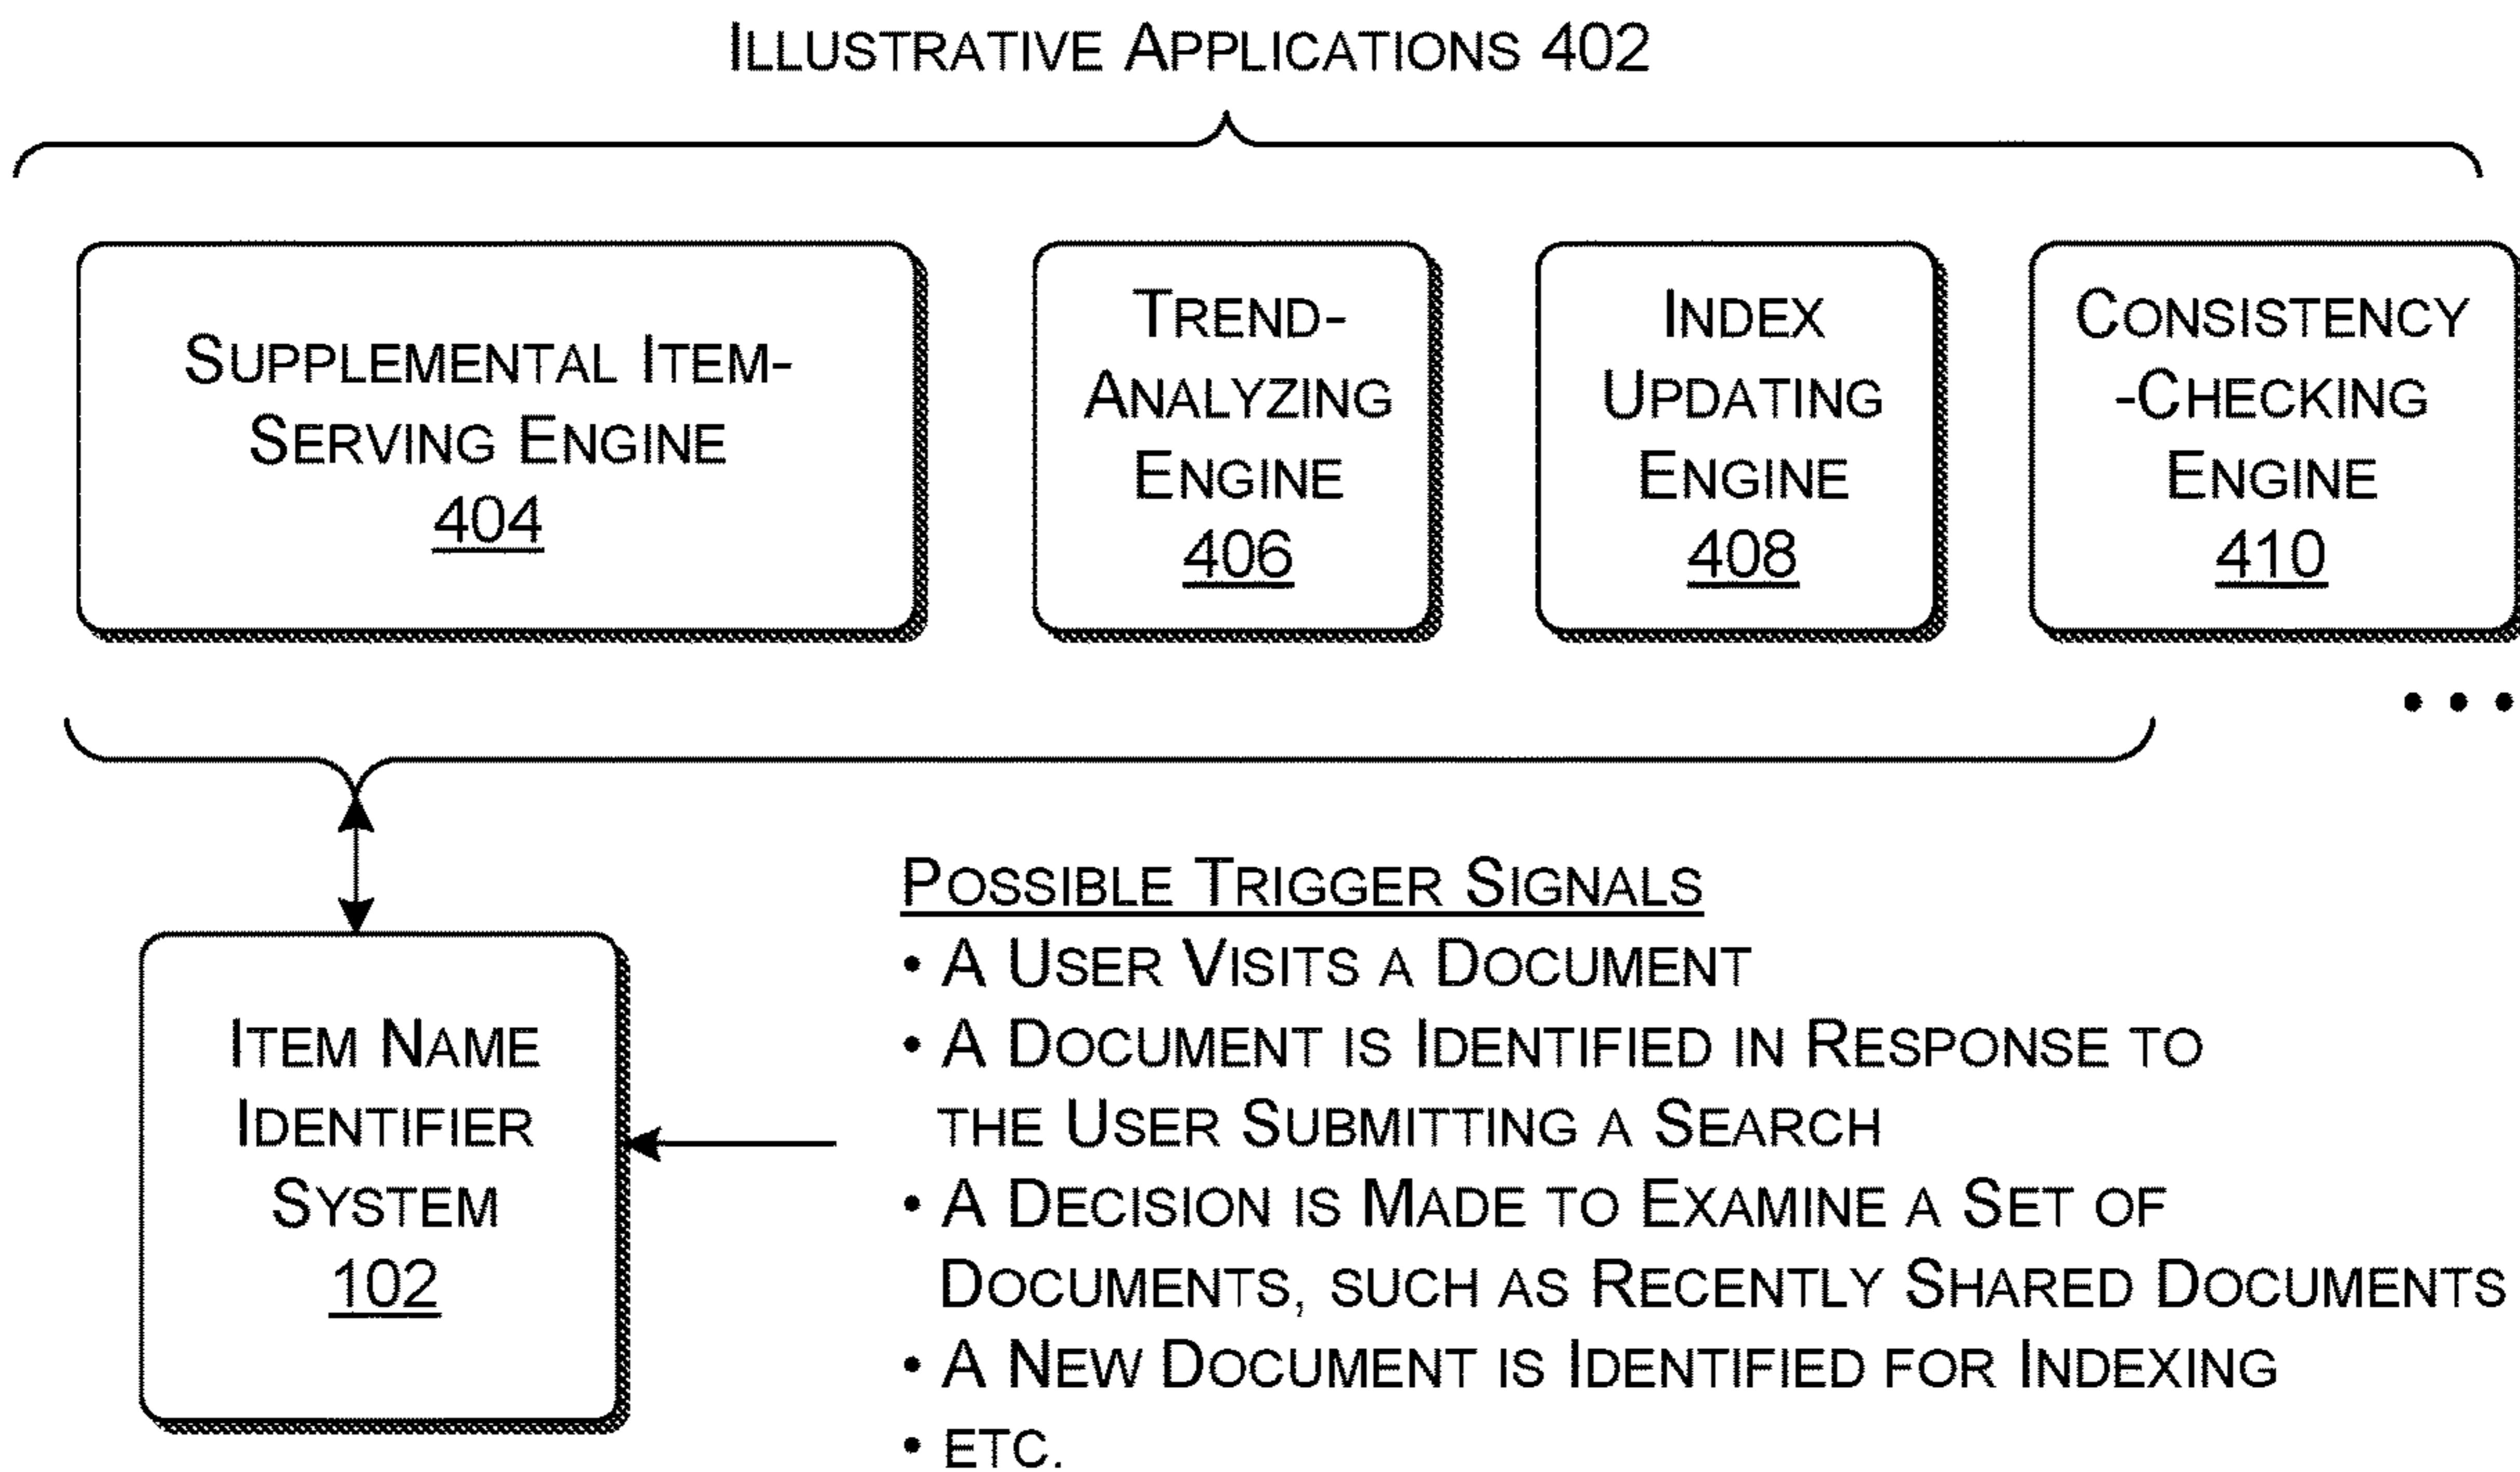 ILLUSTRATIVE APPLICATIONS 402
SUPPLEMENTAL ITEM-
SERVING ENGINE
404
TREND-
ANALYZING
ENGINE
406
INDEX
UPDATING
ENGINE
408
CONSISTENCY
-CHECKING
ENGINE
410
• • •
ITEM NAME
IDENTIFIER
SYSTEM
102
POSSIBLE TRIGGER SIGNALS
• A USER VISITS A DOCUMENT
• A DOCUMENT IS IDENTIFIED IN RESPONSE TO
THE USER SUBMITTING A SEARCH
• A DECISION IS MADE TO EXAMINE A SET OF
DOCUMENTS, SUCH AS RECENTLY SHARED DOCUMENTS
• A NEW DOCUMENT IS IDENTIFIED FOR INDEXING
• ETC.